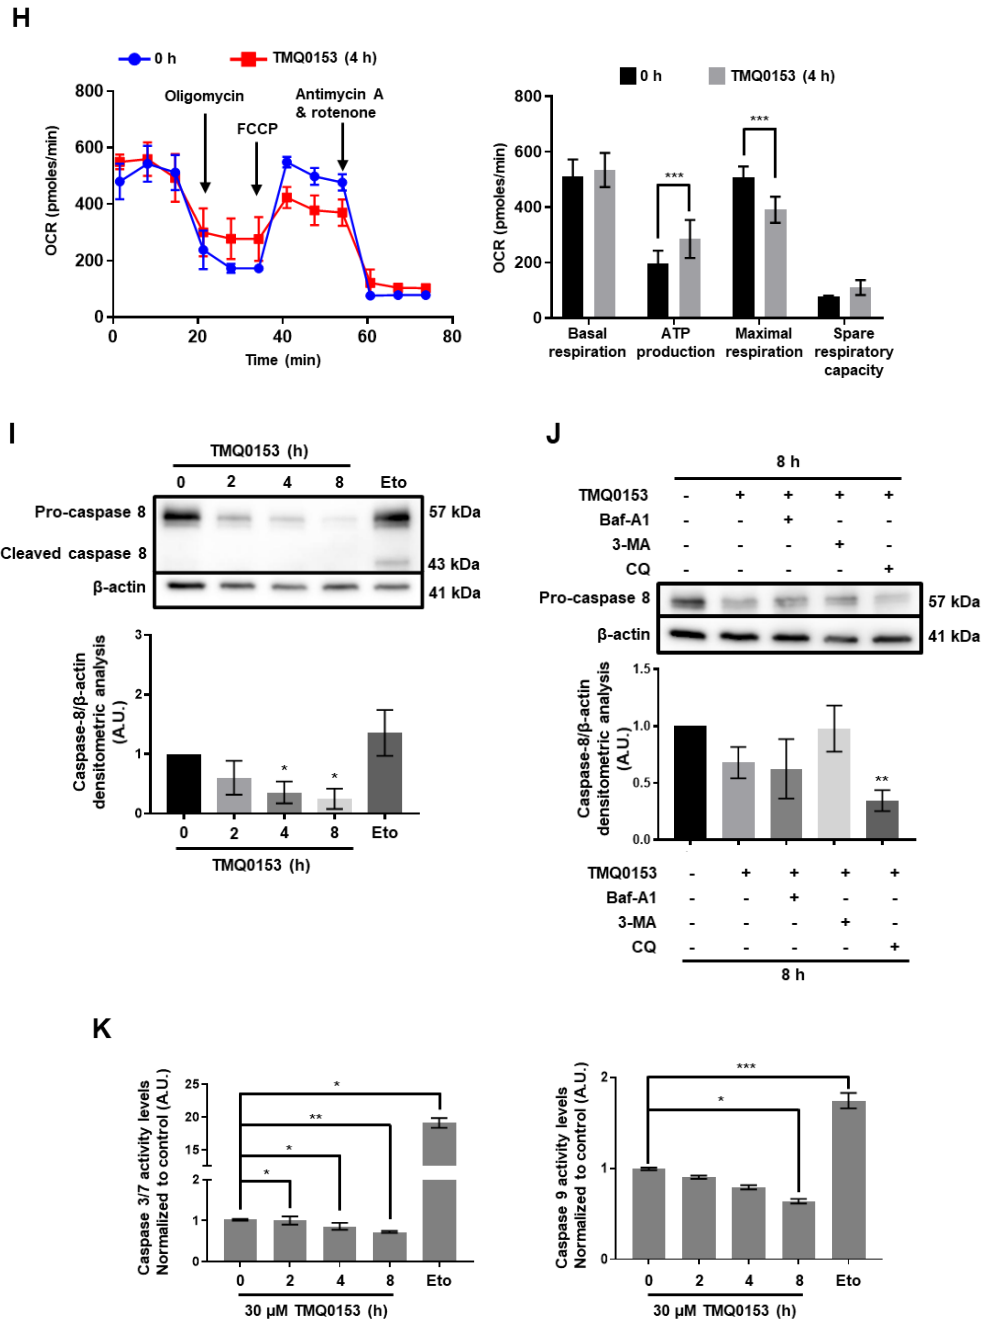 H
0 h
TMQ0153 (4 h)
OCR (pmoles/min)
800
600
400
200
0
Oligomycin
FCCP
Antimycin A
& rotenone
0 20 40 60 80
Time (min)
0 h
TMQ0153 (4 h)
OCR (pmoles/min)
800
600
400
200
0
***
***
Basal
respiration
ATP
production
Maximal
respiration
Spare
respiratory
capacity
I
TMQ0153 (h)
0 2 4 8 Eto
Pro-caspase 8 57 kDa
Cleaved caspase 8 43 kDa
β-actin 41 kDa
Caspase-8/β-actin
densitometric analysis
(A.U.)
3
2
1
0
* *
0 2 4 8 Eto
TMQ0153 (h)
J
8 h
TMQ0153 - + + + +
Baf-A1 - - + - -
3-MA - - - + -
CQ - - - - +
Pro-caspase 8 57 kDa
β-actin 41 kDa
Caspase-8/β-actin
densitometric analysis
(A.U.)
1.5
1.0
0.5
0.0
**
TMQ0153 - + + + +
Baf-A1 - - + - -
3-MA - - - + -
CQ - - - - +
8 h
K
Caspase 3/7 activity levels
Normalized to control (A.U.)
25
20
15
2
1
0
*
**
*
*
0 2 4 8 Eto
30 µM TMQ0153 (h)
Caspase 9 activity levels
Normalized to control (A.U.)
2
1
0
***
*
0 2 4 8 Eto
30 µM TMQ0153 (h)